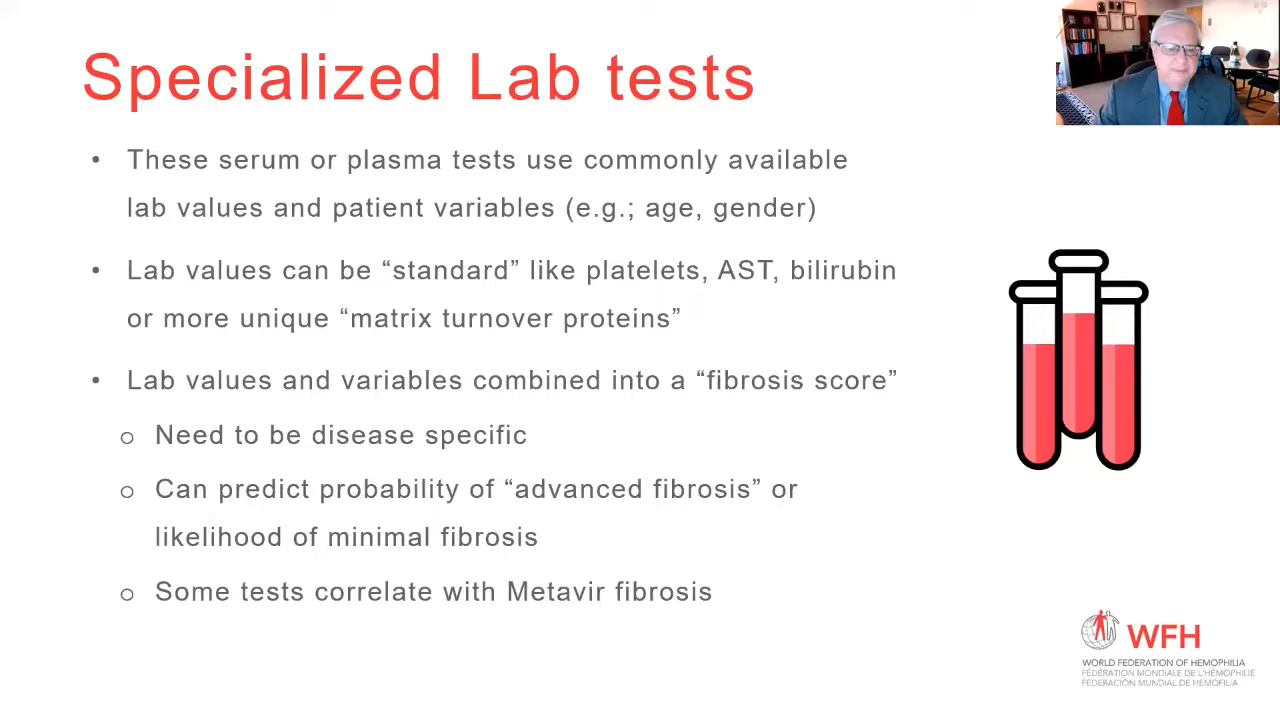 Specialized Lab tests
• These serum or plasma tests use commonly available
lab values and patient variables (e.g.; age, gender)
• Lab values can be “standard” like platelets, AST, bilirubin
or more unique “matrix turnover proteins”
• Lab values and variables combined into a “fibrosis score”
o Need to be disease specific
o Can predict probability of “advanced fibrosis” or
likelihood of minimal fibrosis
o Some tests correlate with Metavir fibrosis
WFH
WORLD FEDERATION OF HEMOPHILIA
FÉDÉRATION MONDIALE DE L'HÉMOPHILIE
FEDERACIÓN MUNDIAL DE HEMOFILIA